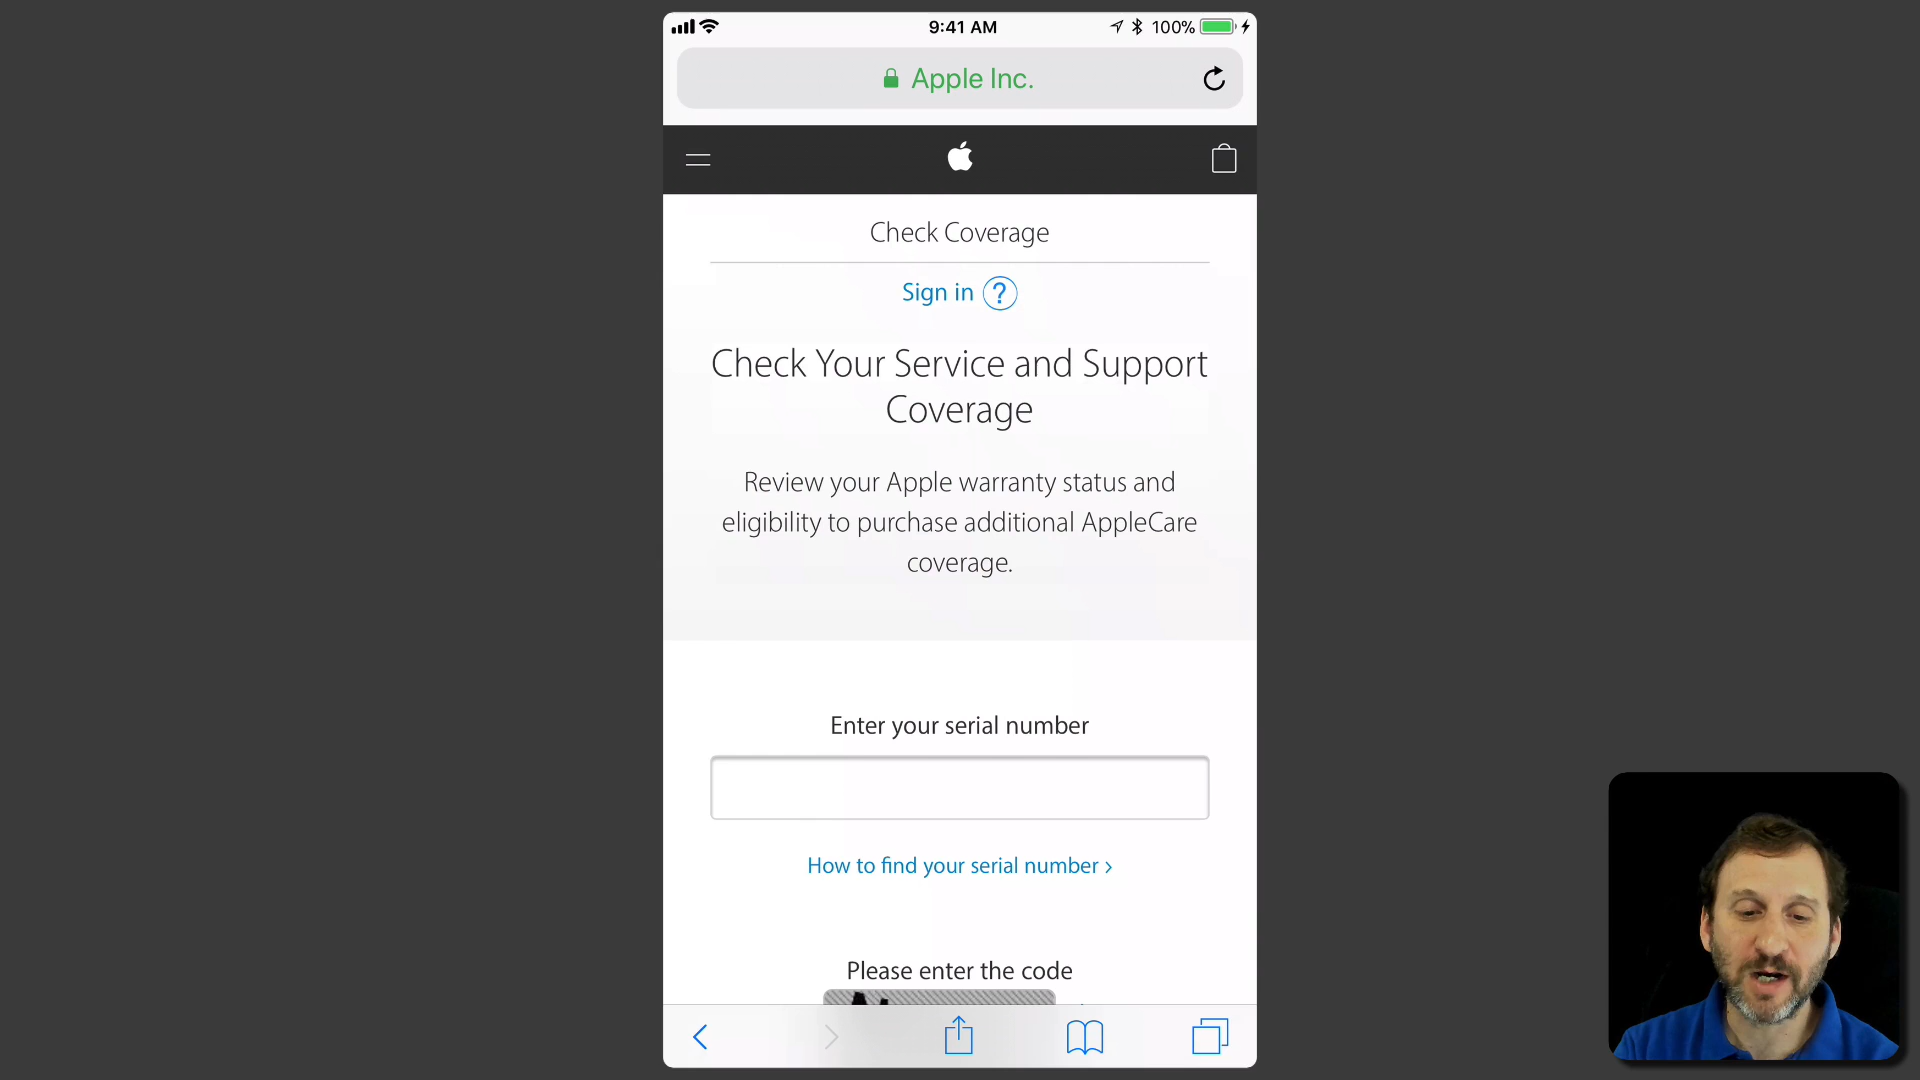 9:41 AM
100%
Apple Inc.
Check Coverage
Sign in ?
Check Your Service and Support
Coverage
Review your Apple warranty status and
eligibility to purchase additional AppleCare
coverage.
Enter your serial number
How to find your serial number ›
Please enter the code